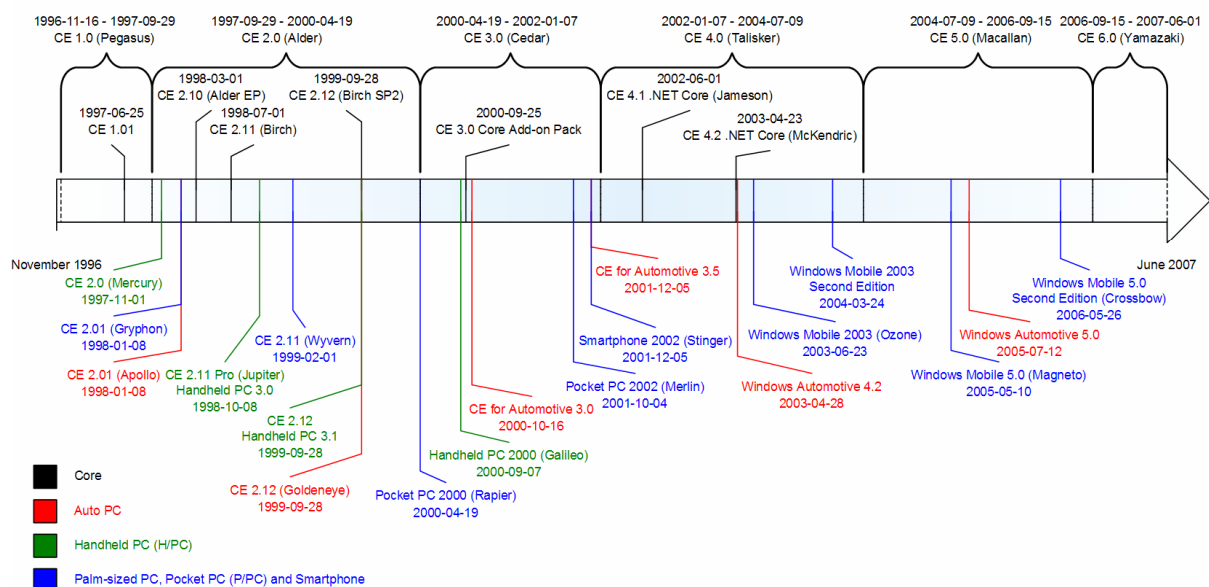 1996-11-16 - 1997-09-29
CE 1.0 (Pegasus)
1997-09-29 - 2000-04-19
CE 2.0 (Alder)
2000-04-19 - 2002-01-07
CE 3.0 (Cedar)
2002-01-07 - 2004-07-09
CE 4.0 (Talisker)
2004-07-09 - 2006-09-15
CE 5.0 (Macallan)
2006-09-15 - 2007-06-01
CE 6.0 (Yamazaki)
1997-06-25
CE 1.01
1998-03-01
CE 2.10 (Alder EP)
1998-07-01
CE 2.11 (Birch)
1999-09-28
CE 2.12 (Birch SP2)
2000-09-25
CE 3.0 Core Add-on Pack
2002-06-01
CE 4.1 .NET Core (Jameson)
2003-04-23
CE 4.2 .NET Core (McKendric)
November 1996
June 2007
CE 2.0 (Mercury)
1997-11-01
CE 2.01 (Gryphon)
1998-01-08
CE 2.01 (Apollo)
1998-01-08
CE 2.11 Pro (Jupiter)
Handheld PC 3.0
1998-10-08
CE 2.11 (Wyvern)
1999-02-01
CE 2.12
Handheld PC 3.1
1999-09-28
CE 2.12 (Goldeneye)
1999-09-28
Pocket PC 2000 (Rapier)
2000-04-19
Handheld PC 2000 (Galileo)
2000-09-07
CE for Automotive 3.0
2000-10-16
Pocket PC 2002 (Merlin)
2001-10-04
Smartphone 2002 (Stinger)
2001-12-05
CE for Automotive 3.5
2001-12-05
Windows Automotive 4.2
2003-04-28
Windows Mobile 2003 (Ozone)
2003-06-23
Windows Mobile 2003
Second Edition
2004-03-24
Windows Mobile 5.0 (Magneto)
2005-05-10
Windows Automotive 5.0
2005-07-12
Windows Mobile 5.0
Second Edition (Crossbow)
2006-05-26
Core
Auto PC
Handheld PC (H/PC)
Palm-sized PC, Pocket PC (P/PC) and Smartphone